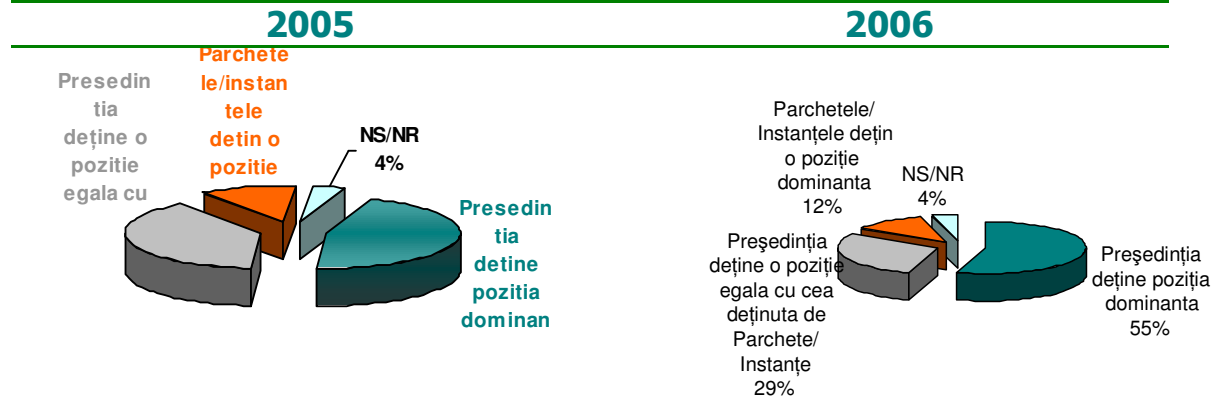 2005
2006
Parchete
le/instan
tele
detin o
pozitie
Presedin
tia
deține o
pozitie
egala cu
NS/NR
4%
Presedin
tia
detine
pozitia
dominan
Parchetele/
Instanțele dețin
o poziție
dominanta
12%
NS/NR
4%
Preşedinția
deține o poziție
egala cu cea
deținuta de
Parchete/
Instanțe
29%
Preşedinția
deține poziția
dominanta
55%